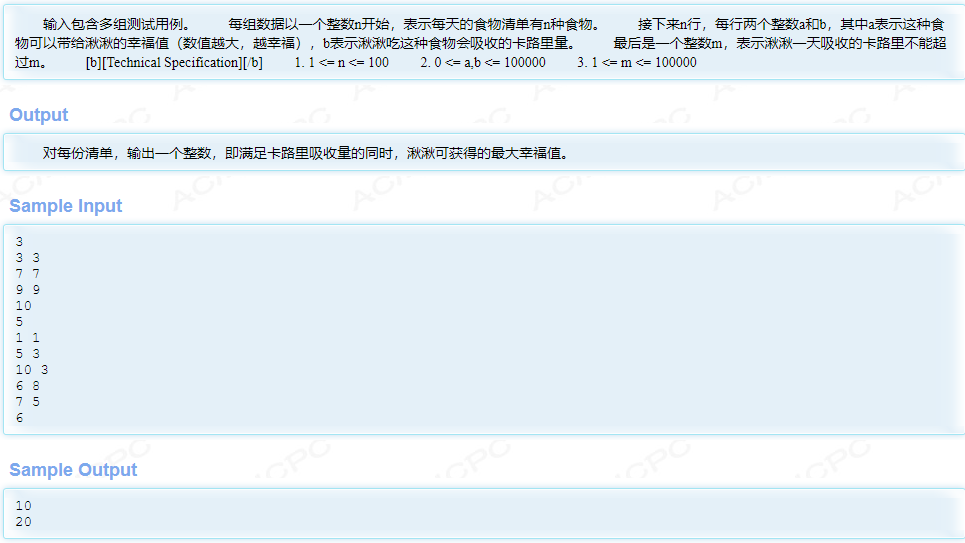 输入包含多组测试用例。 每组数据以一个整数n开始，表示每天的食物清单有n种食物。 接下来n行，每行两个整数a和b，其中a表示这种食
物可以带给湫湫的幸福值（数值越大，越幸福），b表示湫湫吃这种食物会吸收的卡路里量。 最后是一个整数m，表示湫湫一天吸收的卡路里不能超
过m。 [b][Technical Specification][/b] 1. 1 <= n <= 100 2. 0 <= a,b <= 100000 3. 1 <= m <= 100000
Output
对每份清单，输出一个整数，即满足卡路里吸收量的同时，湫湫可获得的最大幸福值。
Sample Input
3
3 3
7 7
9 9
10
5
1 1
5 3
10 3
6 8
7 5
6
Sample Output
10
20